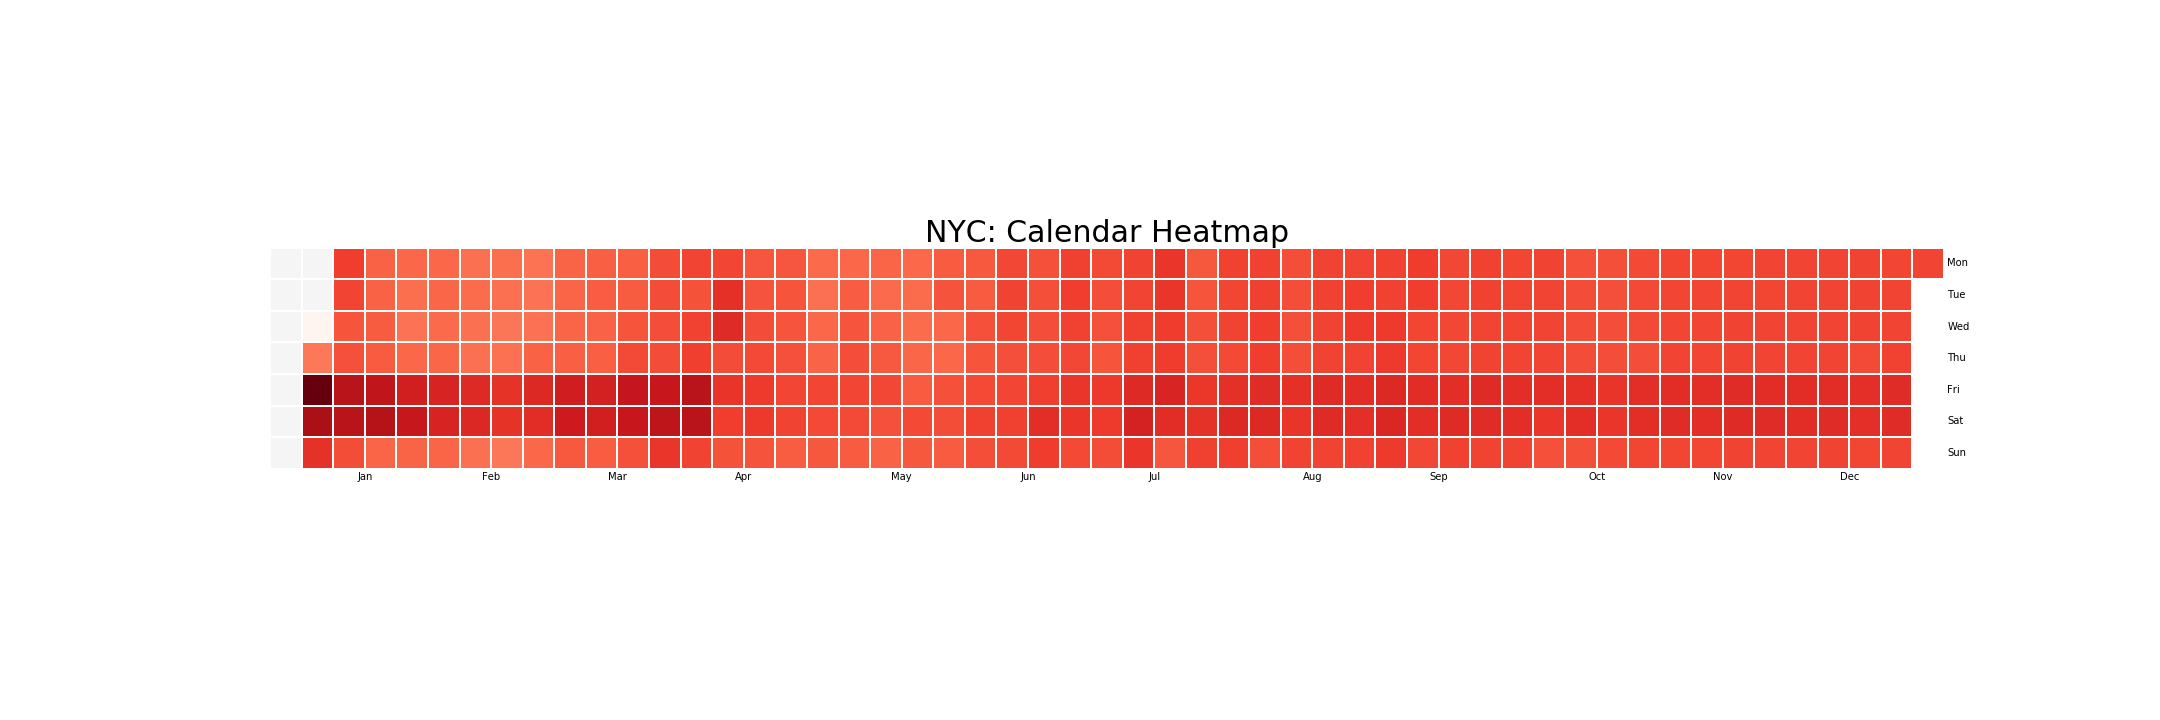 NYC: Calendar Heatmap
Mon
Tue
Wed
Thu
Fri
Sat
Sun
Jan Feb Mar Apr May Jun Jul Aug Sep Oct Nov Dec